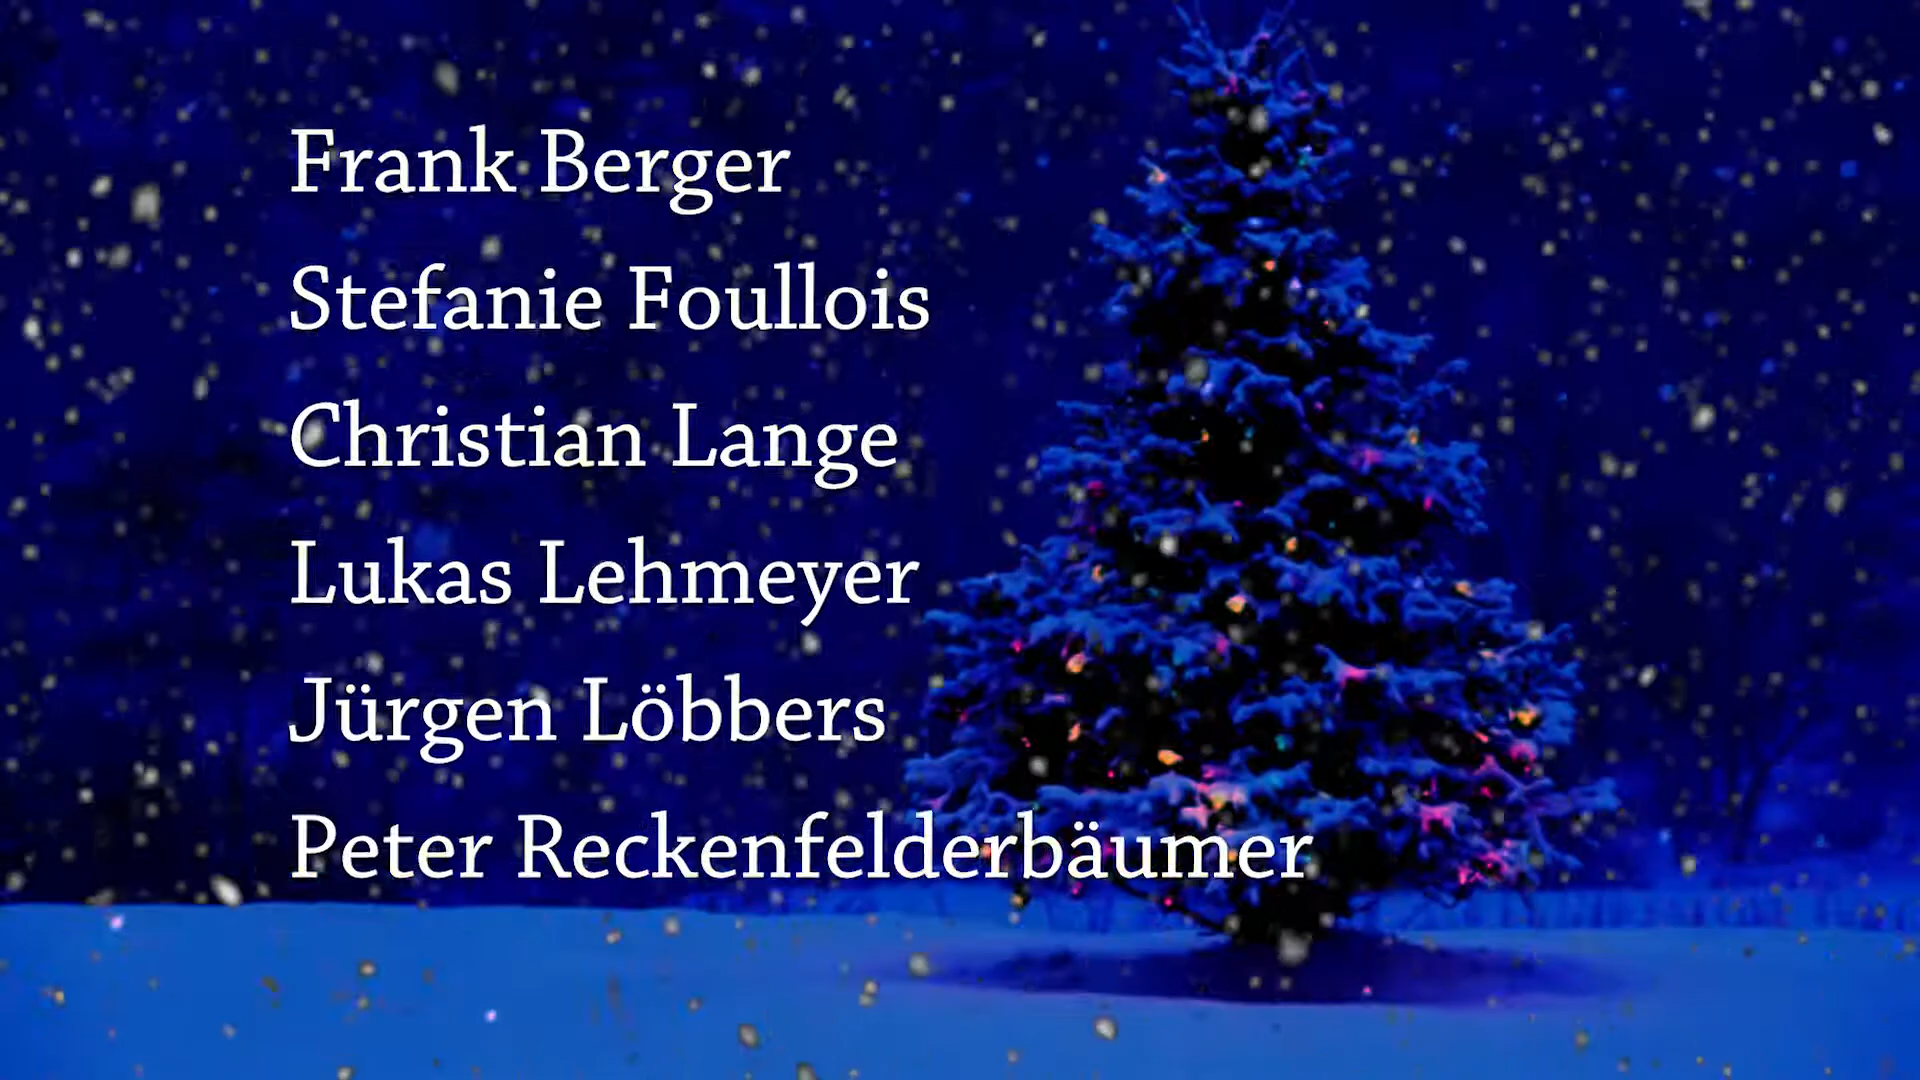 Frank Berger
Stefanie Foullois
Christian Lange
Lukas Lehmeyer
Jürgen Löbbers
Peter Reckenfelderbäumer